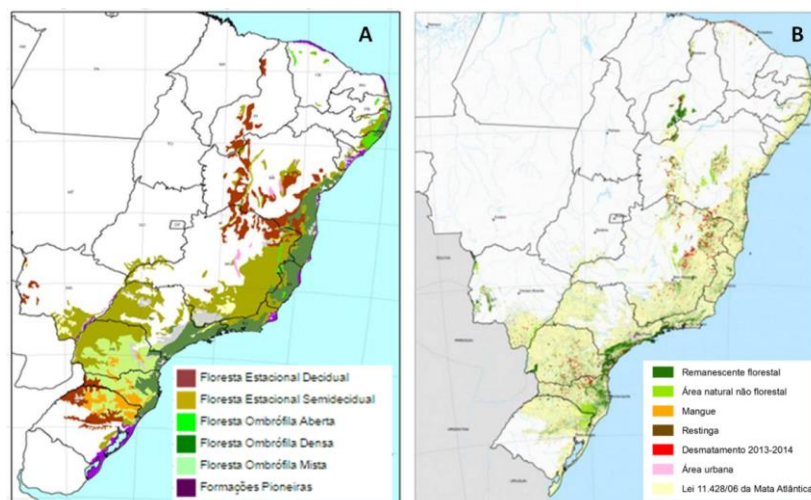 A
Floresta Estacional Decidual
Floresta Estacional Semidecidual
Floresta Ombrófila Aberta
Floresta Ombrófila Densa
Floresta Ombrófila Mista
Formações Pioneiras
B
Remanescente florestal
Área natural não florestal
Mangue
Restinga
Desmatamento 2013-2014
Área urbana
Lei 11.428/06 da Mata Atlântica